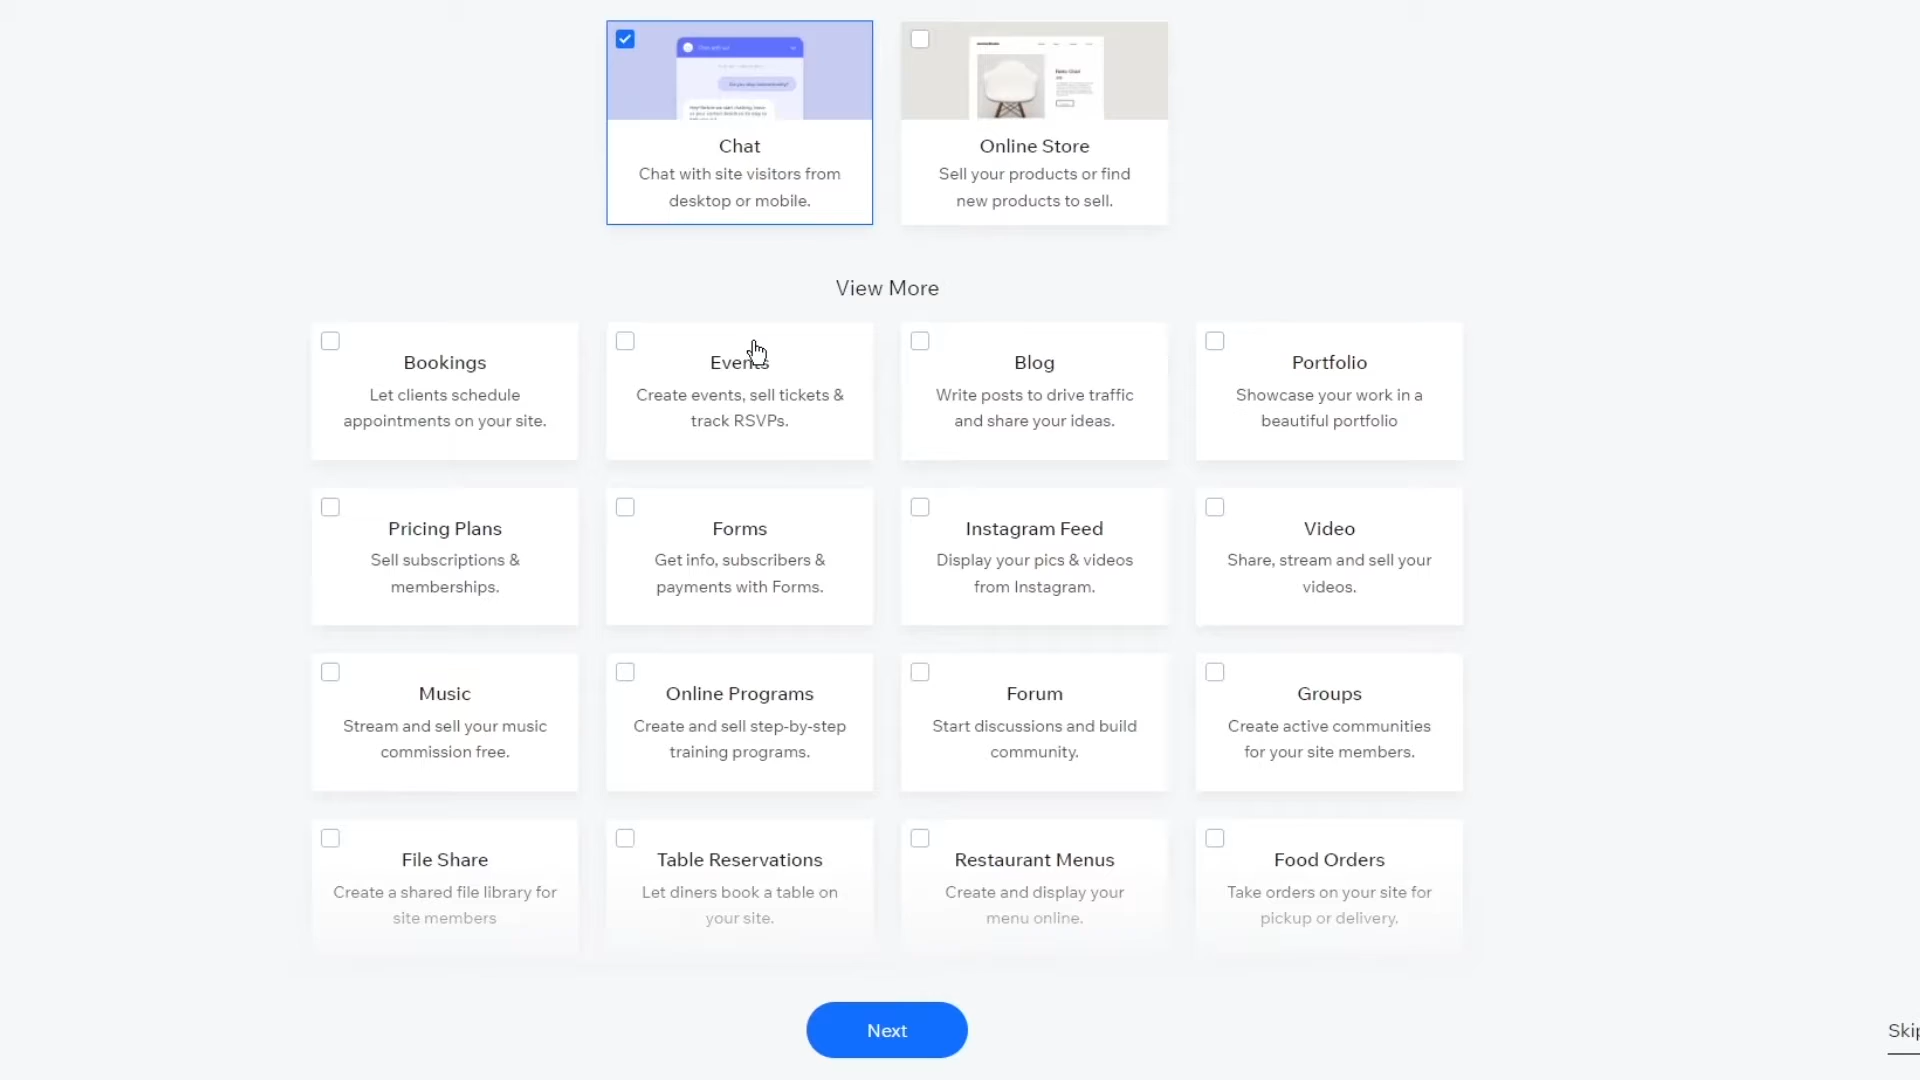 Chat
Chat with site visitors from
desktop or mobile.
Online Store
Sell your products or find
new products to sell.
View More
Bookings
Let clients schedule
appointments on your site.
Events
Create events, sell tickets &
track RSVPs.
Blog
Write posts to drive traffic
and share your ideas.
Portfolio
Showcase your work in a
beautiful portfolio
Pricing Plans
Sell subscriptions &
memberships.
Forms
Get info, subscribers &
payments with Forms.
Instagram Feed
Display your pics & videos
from Instagram.
Video
Share, stream and sell your
videos.
Music
Stream and sell your music
commission free.
Online Programs
Create and sell step-by-step
training programs.
Forum
Start discussions and build
community.
Groups
Create active communities
for your site members.
File Share
Create a shared file library for
site members
Table Reservations
Let diners book a table on
your site.
Restaurant Menus
Create and display your
menu online.
Food Orders
Take orders on your site for
pickup or delivery.
Next
Skip